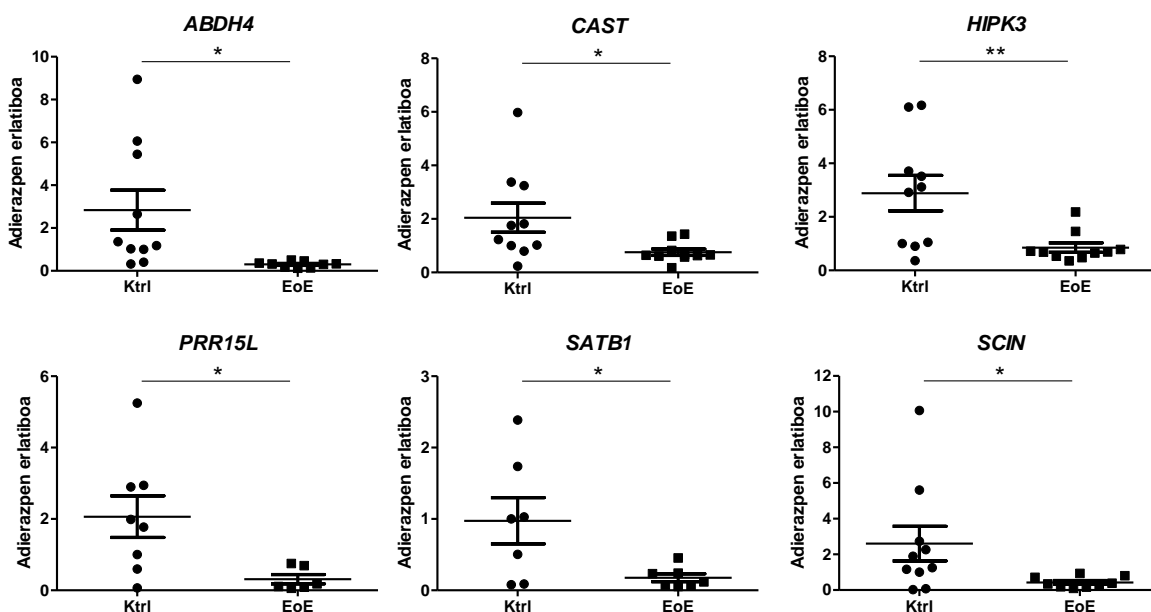 ABDH4
*
Adierazpen erlatiboa
10
8
6
4
2
0
Ktrl
EoE
CAST
*
Adierazpen erlatiboa
8
6
4
2
0
Ktrl
EoE
HIPK3
**
Adierazpen erlatiboa
8
6
4
2
0
Ktrl
EoE
PRR15L
*
Adierazpen erlatiboa
6
4
2
0
Ktrl
EoE
SATB1
*
Adierazpen erlatiboa
3
2
1
0
Ktrl
EoE
SCIN
*
Adierazpen erlatiboa
12
10
8
6
4
2
0
Ktrl
EoE